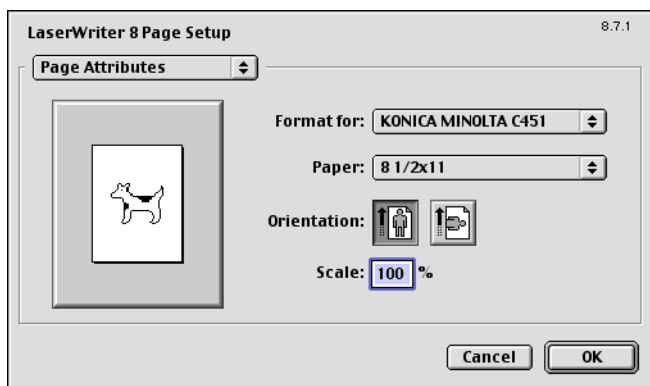 LaserWriter 8 Page Setup
8.7.1
Page Attributes
Format for: KONICA MINOLTA C451
Paper: 8 1/2x11
Orientation:
Scale: 100 %
Cancel OK